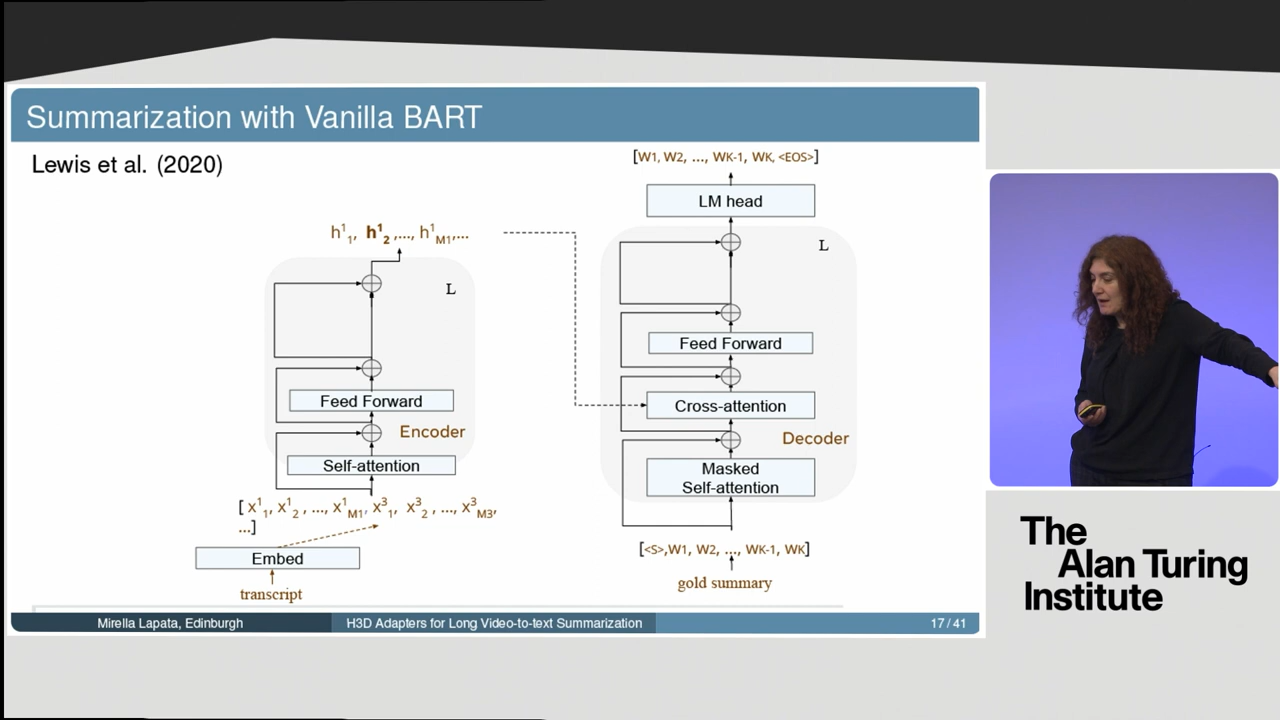 Summarization with Vanilla BART
Lewis et al. (2020)
[W1, W2, ..., WK-1, WK, <EOS>]
LM head
L
Feed Forward
Cross-attention
Decoder
Masked
Self-attention
[<S>,W1, W2, ..., WK-1, WK]
gold summary
h¹₁, h¹₂ ,..., h¹M1,...
L
Feed Forward
Encoder
Self-attention
[ x¹₁, x¹₂ , ..., x¹M1, x³₁, x³₂ , ..., x³M3,
...]
Embed
transcript
Mirella Lapata, Edinburgh
H3D Adapters for Long Video-to-text Summarization
17 / 41
The
Alan Turing
Institute